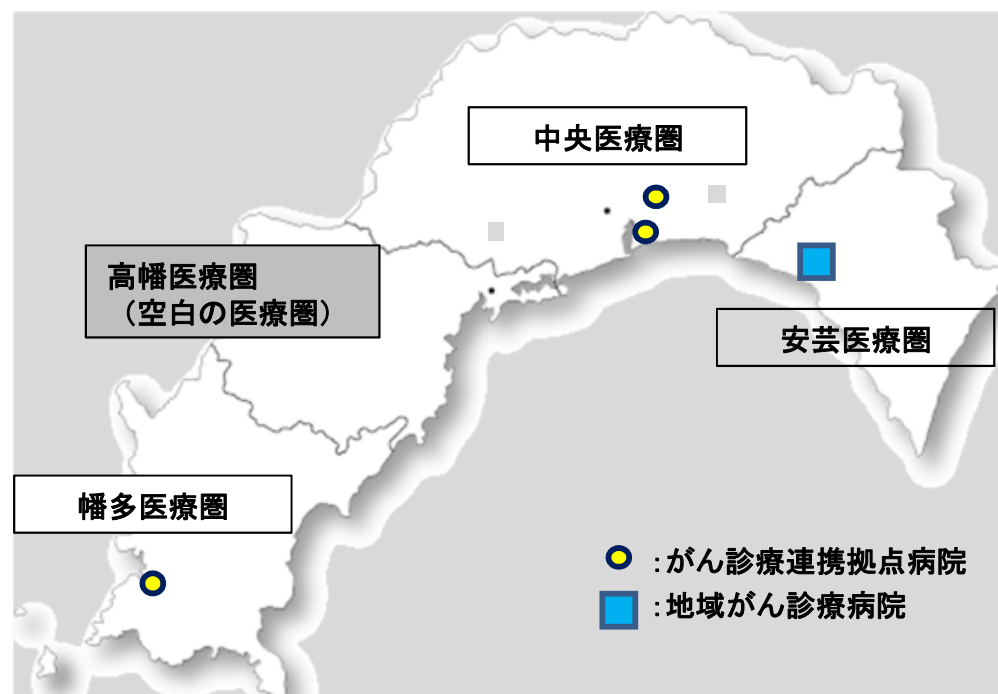 中央医療圏
高幡医療圏
（空白の医療圏）
安芸医療圏
幡多医療圏
：がん診療連携拠点病院
：地域がん診療病院